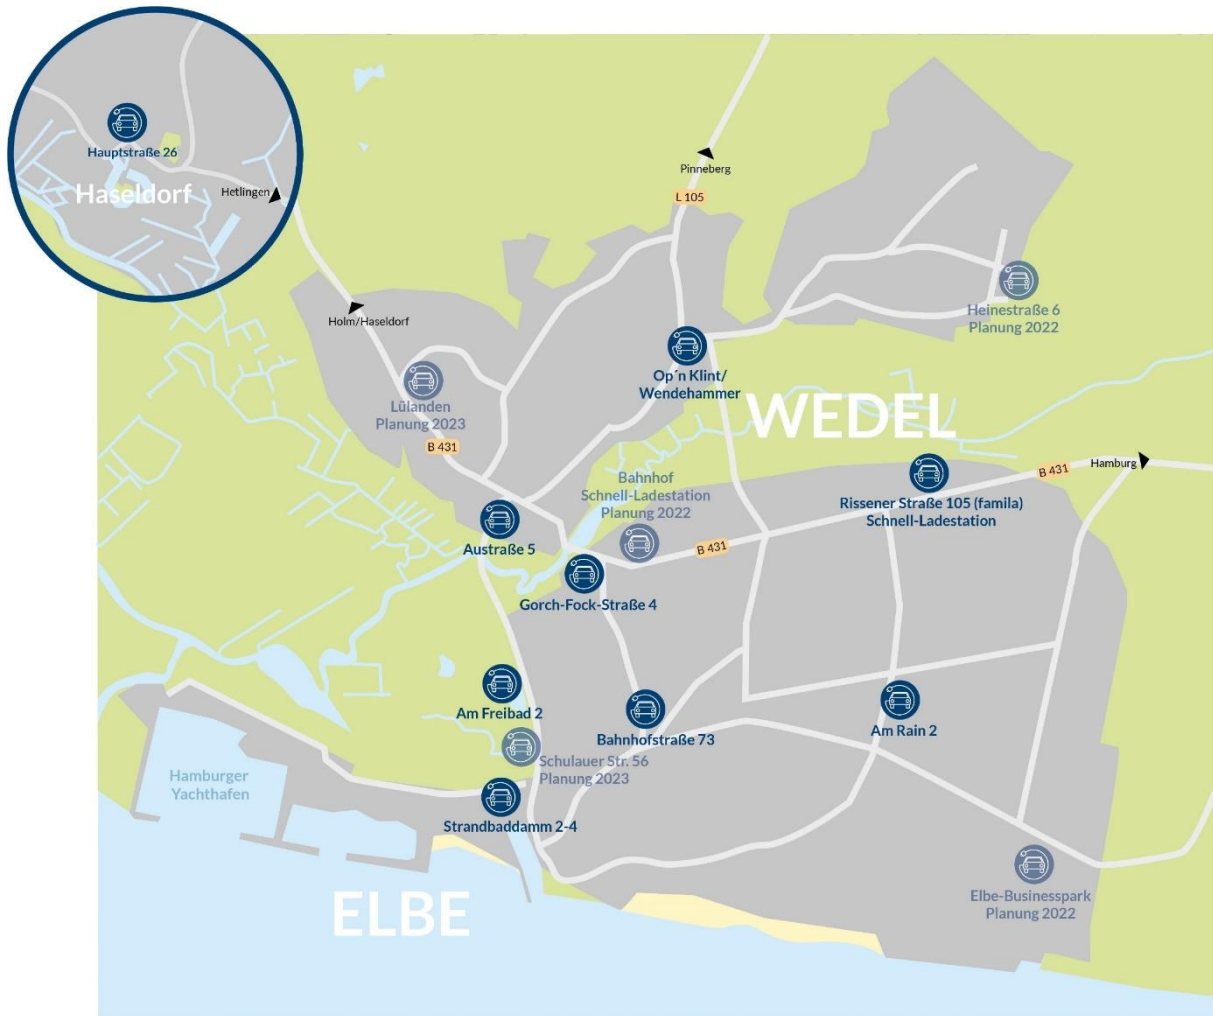 Hauptstraße 26
Haseldorf
Hetlingen
Pinneberg
L 105
Holm/Haseldorf
Heinestraße 6
Planung 2022
Op´n Klint/
Wendehammer
Lülanden
Planung 2023
B 431
WEDEL
Bahnhof
Schnell-Ladestation
Planung 2022
B 431
Hamburg
Rissener Straße 105 (famila)
Schnell-Ladestation
Austraße 5
B 431
Gorch-Fock-Straße 4
Am Freibad 2
Bahnhofstraße 73
Am Rain 2
Schulauer Str. 56
Planung 2023
Hamburger
Yachthafen
Strandbaddamm 2-4
ELBE
Elbe-Businesspark
Planung 2022